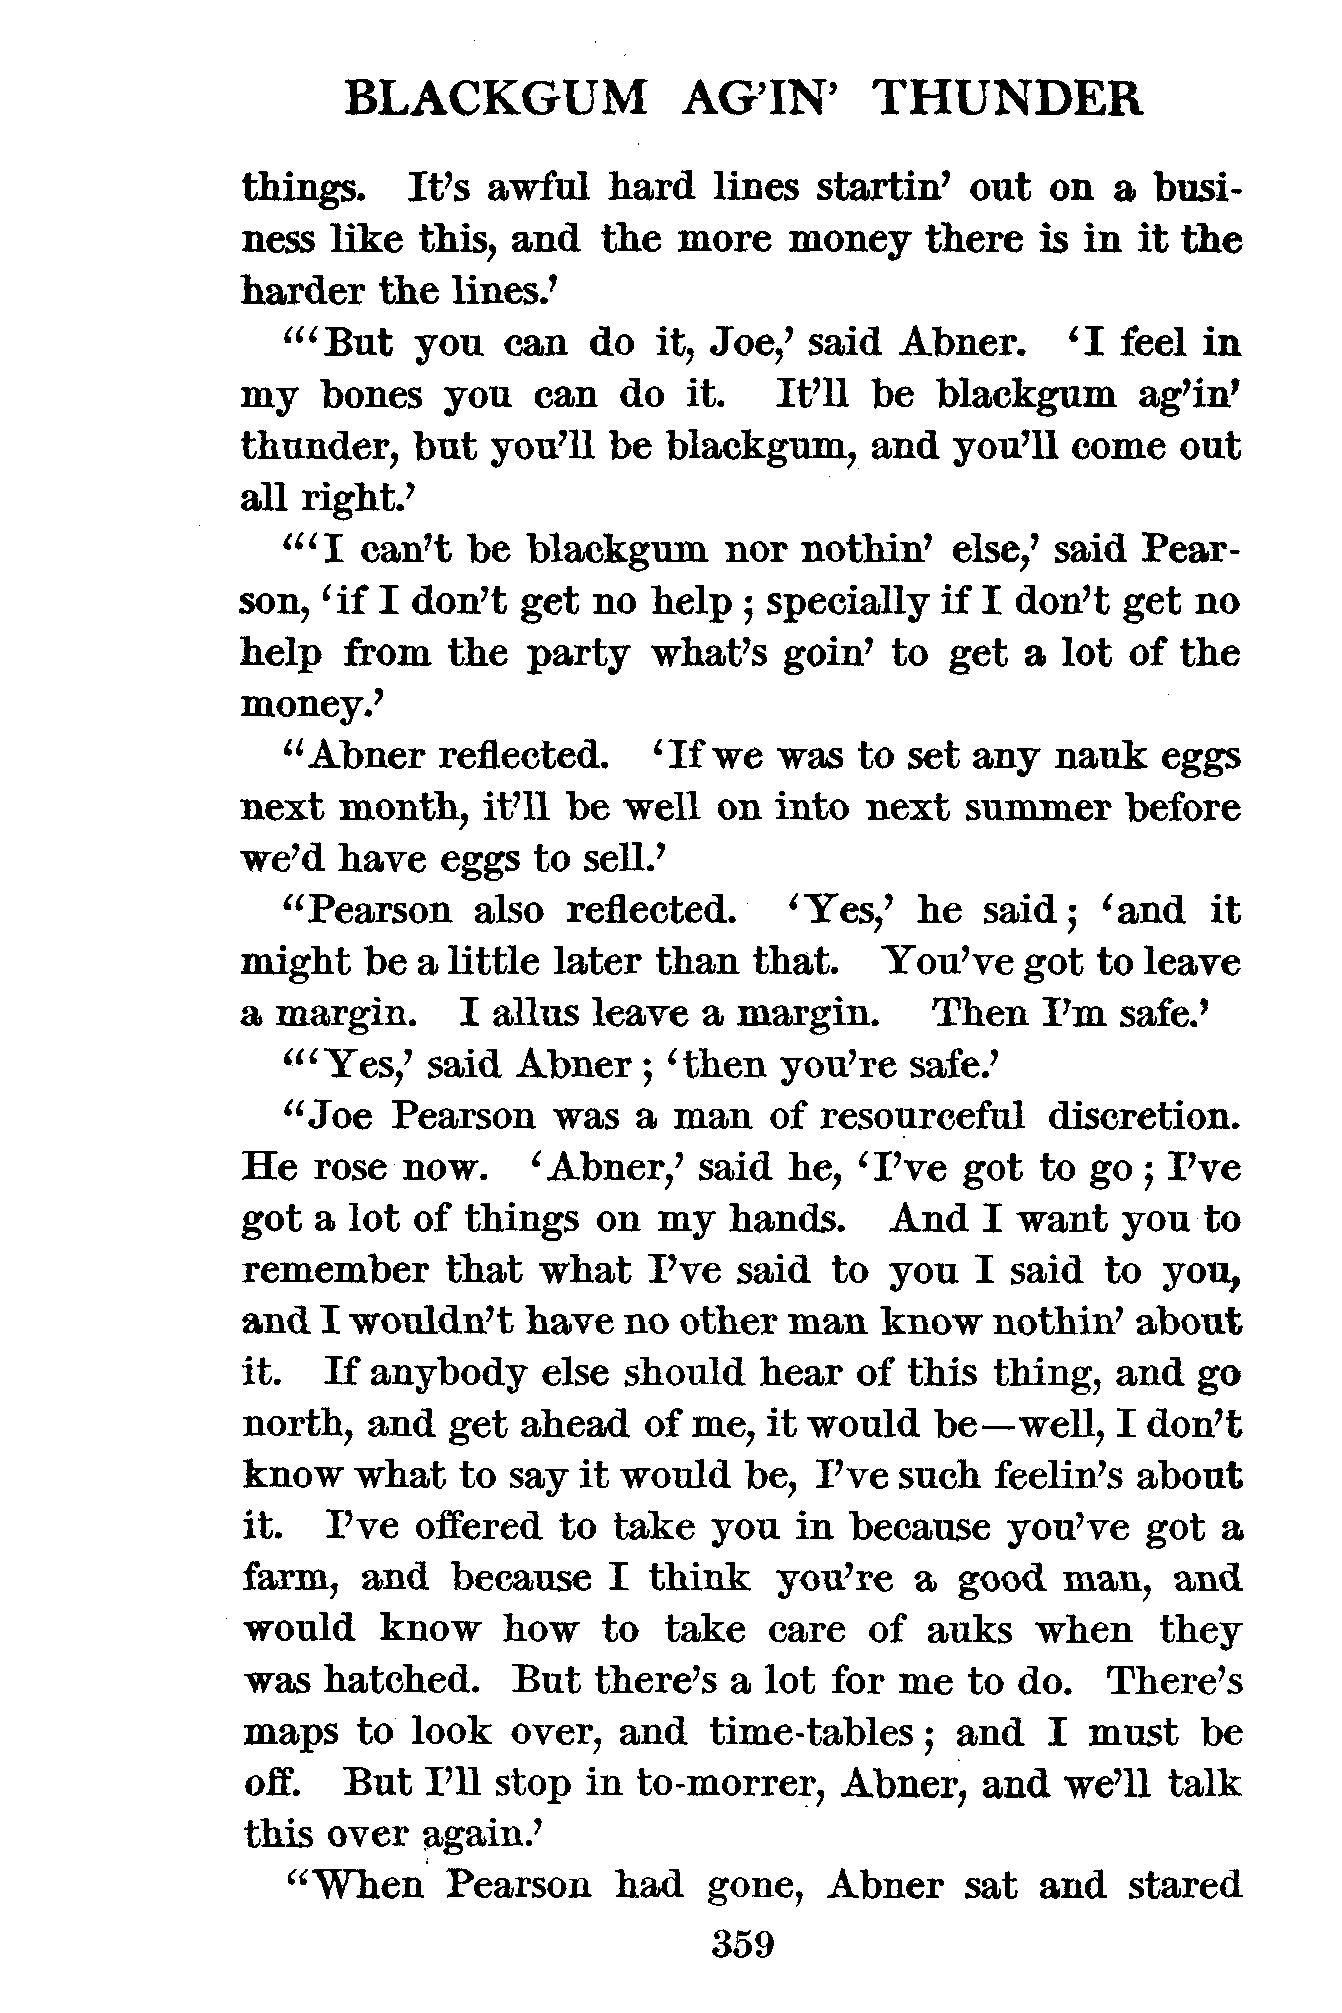 BLACKGUM AG'IN' THUNDER
things. It's awful hard lines startin' out on a busi-
ness like this, and the more money there is in it the
harder the lines.'
"'But you can do it, Joe,' said Abner. 'I feel in
my bones you can do it. It'll be blackgum ag'in'
thunder, but you'll be blackgum, and you'll come out
all right.'
"'I can't be blackgum nor nothin' else,' said Pear-
son, 'if I don't get no help; specially if I don't get no
help from the party what's goin' to get a lot of the
money.'
"Abner reflected. 'If we was to set any nauk eggs
next month, it'll be well on into next summer before
we'd have eggs to sell.'
"Pearson also reflected. 'Yes,' he said; 'and it
might be a little later than that. You've got to leave
a margin. I allus leave a margin. Then I'm safe.'
"'Yes,' said Abner; 'then you're safe.'
"Joe Pearson was a man of resourceful discretion.
He rose now. 'Abner,' said he, 'I've got to go; I've
got a lot of things on my hands. And I want you to
remember that what I've said to you I said to you,
and I wouldn't have no other man know nothin' about
it. If anybody else should hear of this thing, and go
north, and get ahead of me, it would be—well, I don't
know what to say it would be, I've such feelin's about
it. I've offered to take you in because you've got a
farm, and because I think you're a good man, and
would know how to take care of auks when they
was hatched. But there's a lot for me to do. There's
maps to look over, and time-tables; and I must be
off. But I'll stop in to-morrer, Abner, and we'll talk
this over again.'
"When Pearson had gone, Abner sat and stared
359